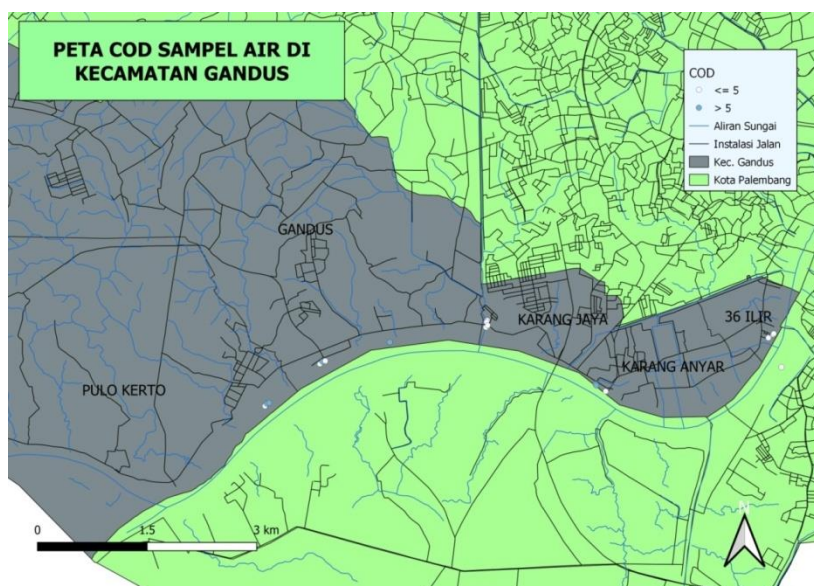 PETA COD SAMPEL AIR DI
KECAMATAN GANDUS
COD
<= 5
> 5
Aliran Sungai
Instalasi Jalan
Kec. Gandus
Kota Palembang
GANDUS
KARANG JAYA
36 ILIR
KARANG ANYAR
PULO KERTO
0 1.5 3 km
N